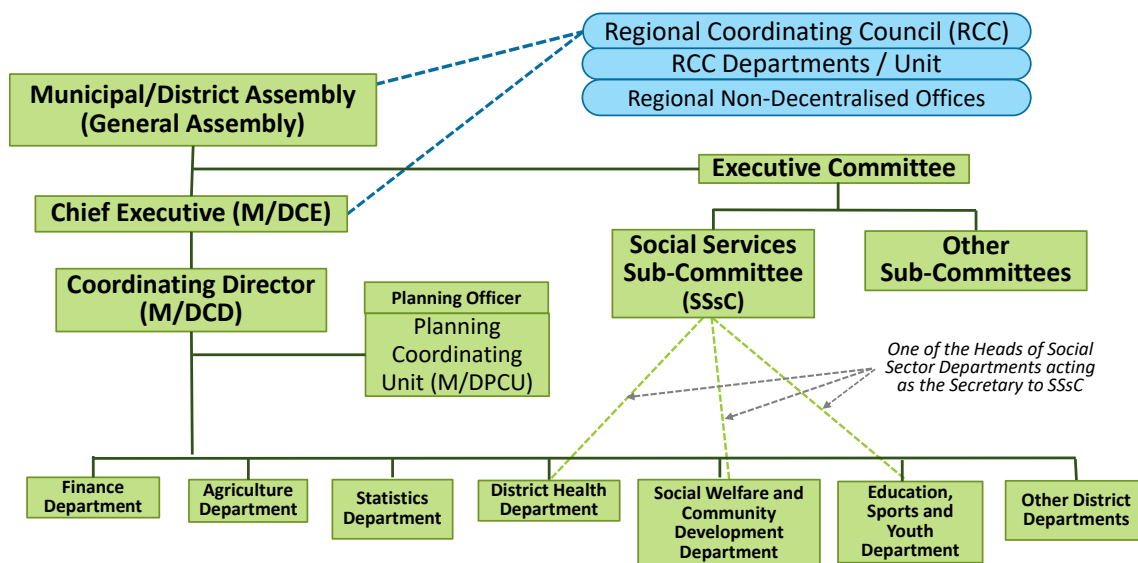 Regional Coordinating Council (RCC)
RCC Departments / Unit
Regional Non-Decentralised Offices
Municipal/District Assembly
(General Assembly)
Executive Committee
Chief Executive (M/DCE)
Social Services
Sub-Committee
(SSsC)
Other
Sub-Committees
Coordinating Director
(M/DCD)
Planning Officer
Planning
Coordinating
Unit (M/DPCU)
One of the Heads of Social
Sector Departments acting
as the Secretary to SSsC
Finance
Department
Agriculture
Department
Statistics
Department
District Health
Department
Social Welfare and
Community
Development
Department
Education,
Sports and
Youth
Department
Other District
Departments